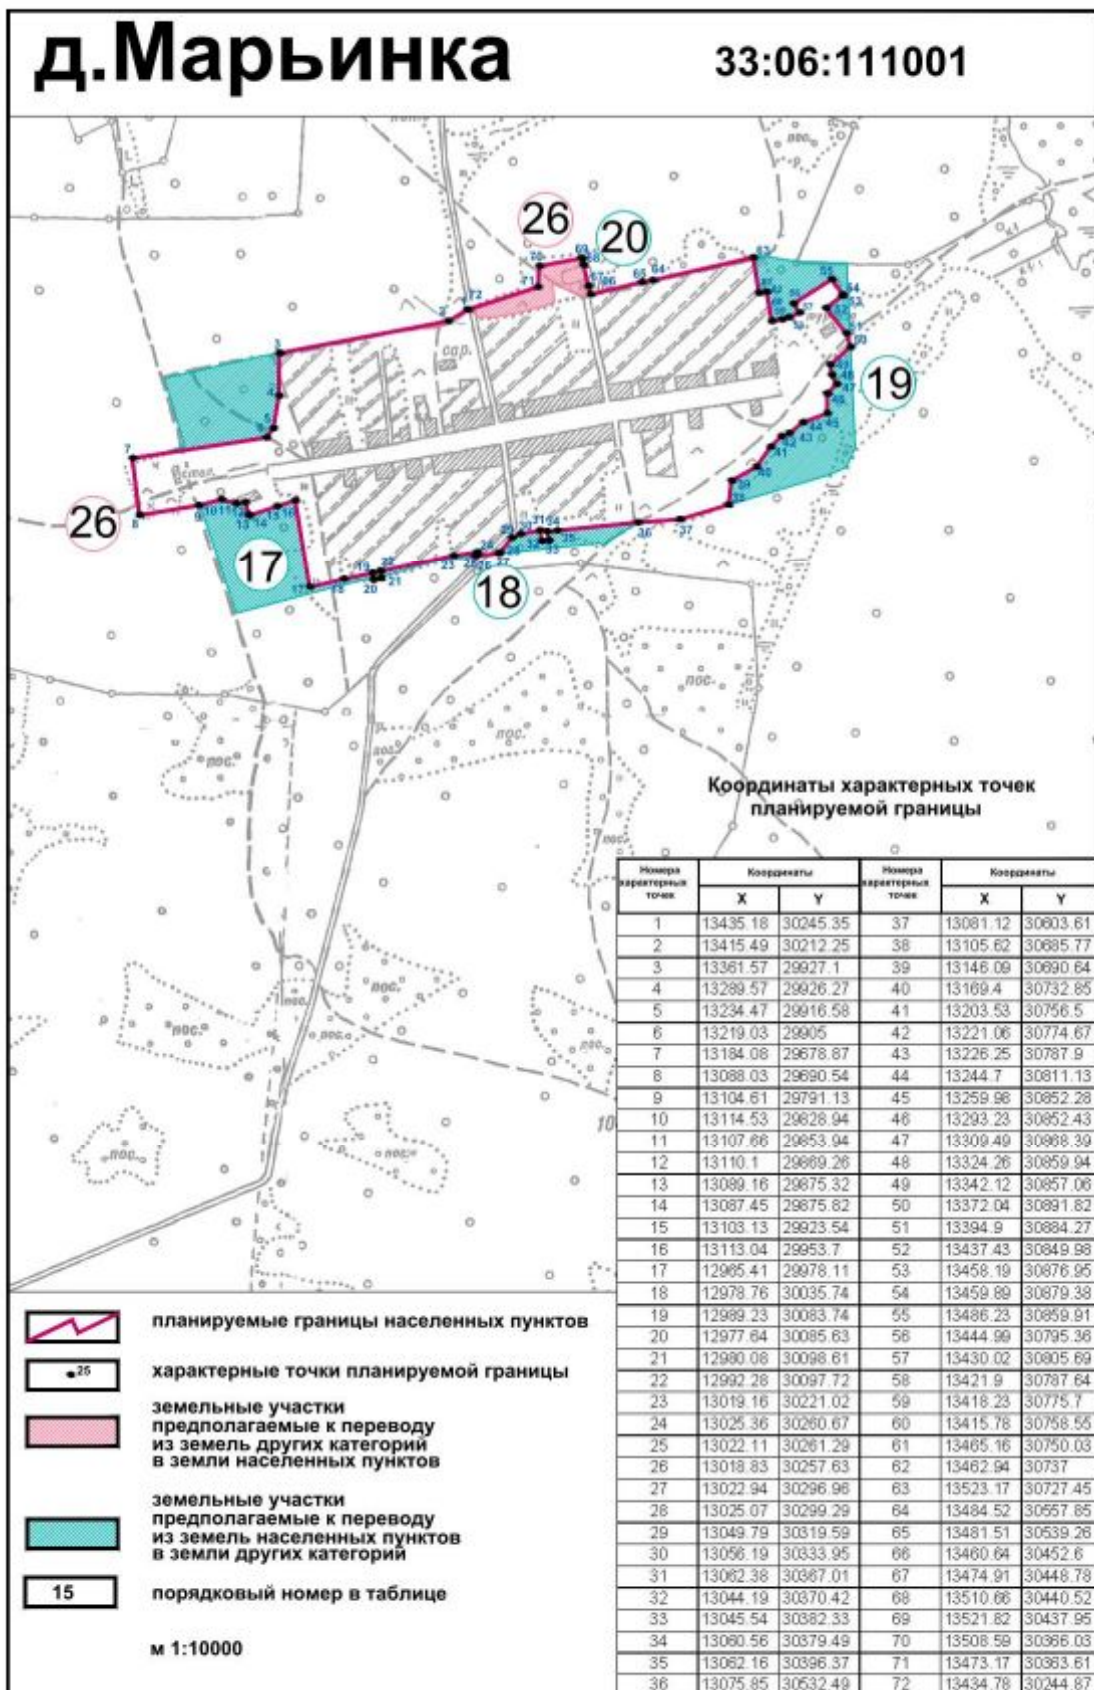 д.Марьинка
33:06:111001
26
20
19
26
17
18
Координаты характерных точек
планируемой границы
Номера характерных точек Координаты Номера характерных точек Координаты
X Y X Y
1 13435.18 30245.35 37 13081.12 30603.61
2 13415.49 30212.25 38 13105.62 30685.77
3 13361.57 29927.1 39 13146.09 30690.64
4 13289.57 29926.27 40 13169.4 30732.85
5 13234.47 29916.58 41 13203.53 30756.5
6 13219.03 29905 42 13221.06 30774.67
7 13184.08 29678.87 43 13226.25 30787.9
8 13088.03 29690.54 44 13244.7 30811.13
9 13104.61 29791.13 45 13259.96 30852.28
10 13114.53 29828.94 46 13293.23 30852.43
11 13107.66 29853.94 47 13309.49 30868.39
12 13110.1 29869.26 48 13324.26 30859.94
13 13089.16 29875.32 49 13342.12 30857.06
14 13087.45 29875.82 50 13372.04 30891.82
15 13103.13 29923.54 51 13394.9 30884.27
16 13113.04 29953.7 52 13437.43 30849.98
17 12965.41 29978.11 53 13458.19 30876.95
18 12978.76 30035.74 54 13459.89 30879.38
19 12989.23 30083.74 55 13486.23 30859.91
20 12977.64 30085.63 56 13444.99 30795.36
21 12980.08 30098.61 57 13430.02 30805.69
22 12992.28 30097.72 58 13421.9 30787.64
23 13019.16 30221.02 59 13418.23 30775.7
24 13025.36 30260.67 60 13415.78 30758.55
25 13022.11 30261.29 61 13465.16 30750.03
26 13018.83 30257.63 62 13462.94 30737
27 13022.94 30296.96 63 13523.17 30727.45
28 13025.07 30299.29 64 13484.52 30557.85
29 13049.79 30319.59 65 13481.51 30539.26
30 13056.19 30333.95 66 13460.64 30452.6
31 13062.38 30367.01 67 13474.91 30448.78
32 13044.19 30370.42 68 13510.66 30440.52
33 13045.54 30382.33 69 13521.82 30437.95
34 13060.56 30379.49 70 13508.59 30366.03
35 13062.16 30396.37 71 13473.17 30363.61
36 13075.85 30532.49 72 13434.78 30244.87
планируемые границы населенных пунктов
25
характерные точки планируемой границы
земельные участки
предполагаемые к переводу
из земель других категорий
в земли населенных пунктов
земельные участки
предполагаемые к переводу
из земель населенных пунктов
в земли других категорий
15
порядковый номер в таблице
м 1:10000